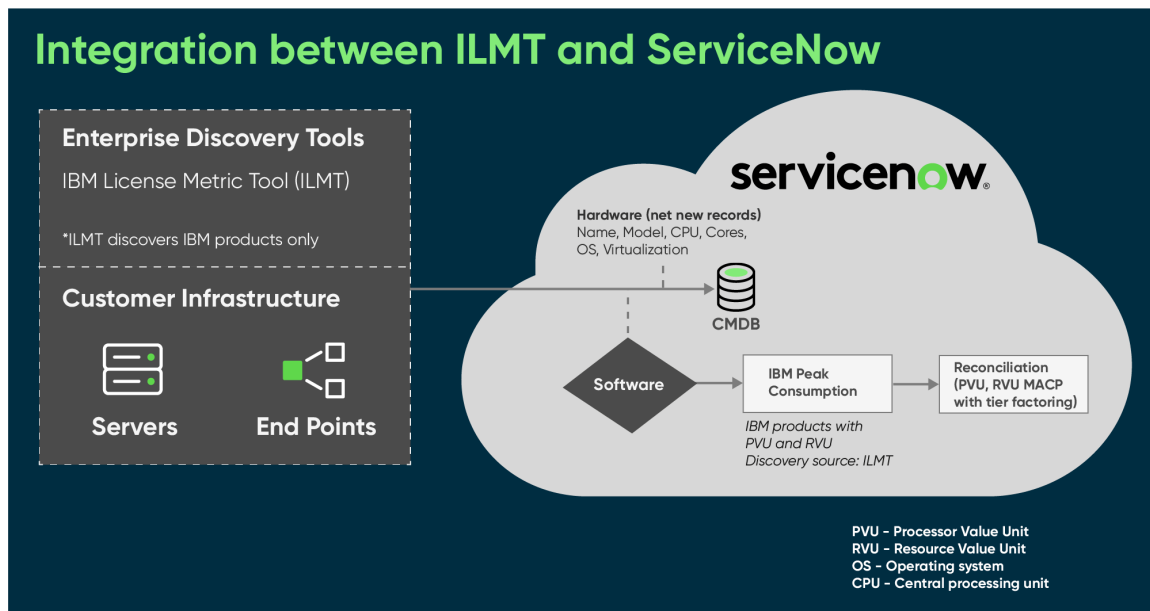 Integration between ILMT and ServiceNow
Enterprise Discovery Tools
IBM License Metric Tool (ILMT)
*ILMT discovers IBM products only
Customer Infrastructure
Servers
End Points
servicenow®
Hardware (net new records)
Name, Model, CPU, Cores,
OS, Virtualization
CMDB
Software
IBM Peak
Consumption
IBM products with
PVU and RVU
Discovery source: ILMT
Reconciliation
(PVU, RVU MACP
with tier factoring)
PVU - Processor Value Unit
RVU - Resource Value Unit
OS - Operating system
CPU - Central processing unit